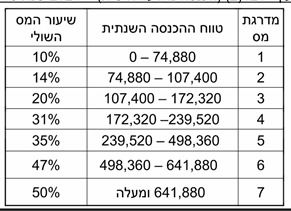 מדרגת מס טווח ההכנסה השנתית שיעור המס השולי
1 0 – 74,880 10%
2 74,880 – 107,400 14%
3 107,400 – 172,320 20%
4 172,320 –239,520 31%
5 239,520 – 498,360 35%
6 498,360 – 641,880 47%
7 641,880 ומעלה 50%